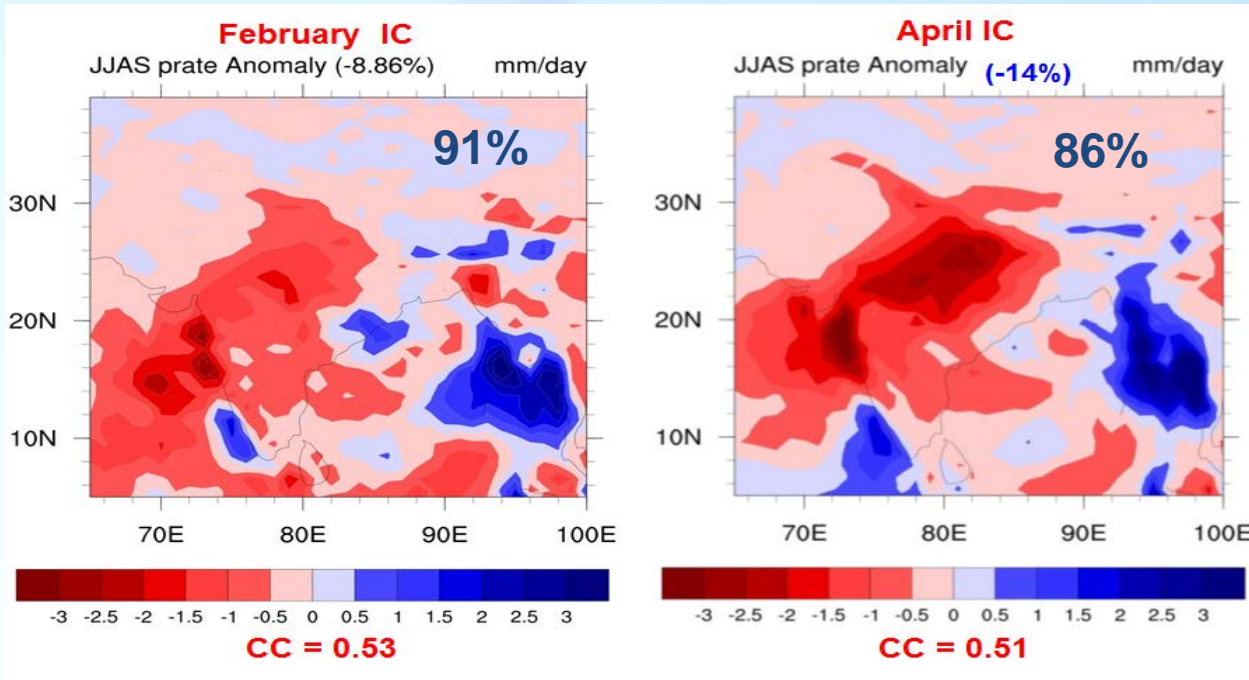 February IC
JJAS prate Anomaly (-8.86%) mm/day
91%
30N
20N
10N
70E 80E 90E 100E
-3 -2.5 -2 -1.5 -1 -0.5 0 0.5 1 1.5 2 2.5 3
CC = 0.53
April IC
JJAS prate Anomaly (-14%) mm/day
86%
30N
20N
10N
70E 80E 90E 100E
-3 -2.5 -2 -1.5 -1 -0.5 0 0.5 1 1.5 2 2.5 3
CC = 0.51